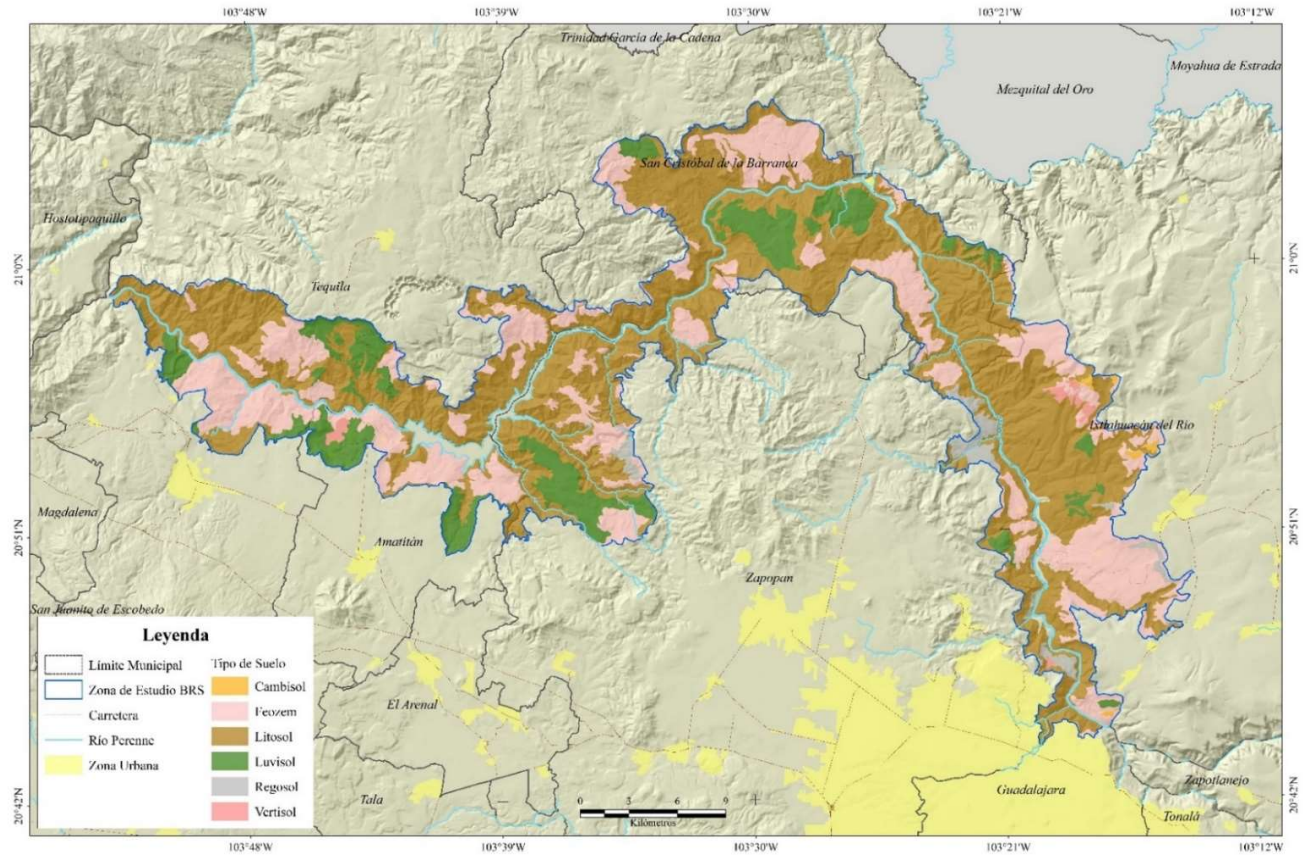 103°48'W 103°39'W 103°30'W 103°21'W 103°12'W
Trinidad García de la Cadena
Moyahua de Estrada
Mezquital del Oro
San Cristóbal de la Barranca
Hostotipaquillo
21°0'N 21°0'N
Tequila
Ixtlahuacán del Río
Magdalena
20°51'N 20°51'N
Amatitán
Zapopan
San Juanito de Escobedo
El Arenal
Tala
Guadalajara
Zapotlanejo
Tonalá
20°42'N 20°42'N
Leyenda
Límite Municipal
Zona de Estudio BRS
Carretera
Río Perenne
Zona Urbana
Tipo de Suelo
Cambisol
Feozem
Litosol
Luvisol
Regosol
Vertisol
0 3 6 9
Kilómetros
103°48'W 103°39'W 103°30'W 103°21'W 103°12'W